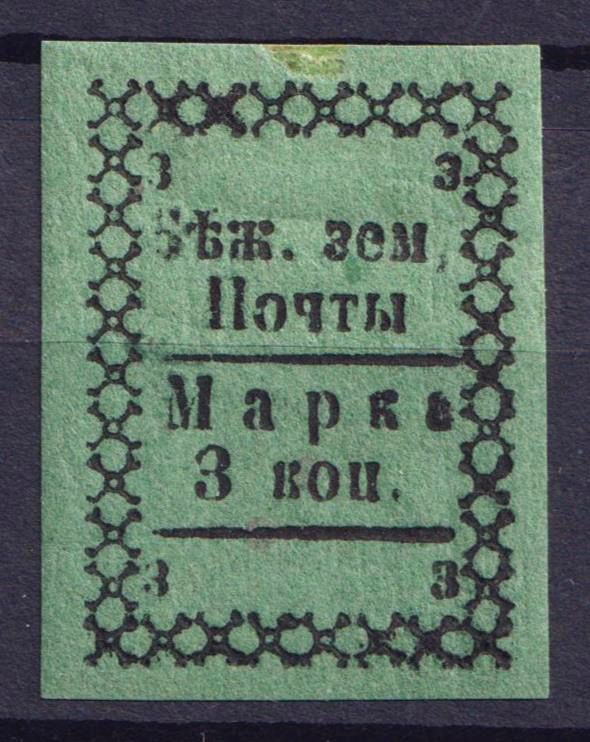 3 3
Бѣж. зем.
Почты
Марка
3 коп.
3 3